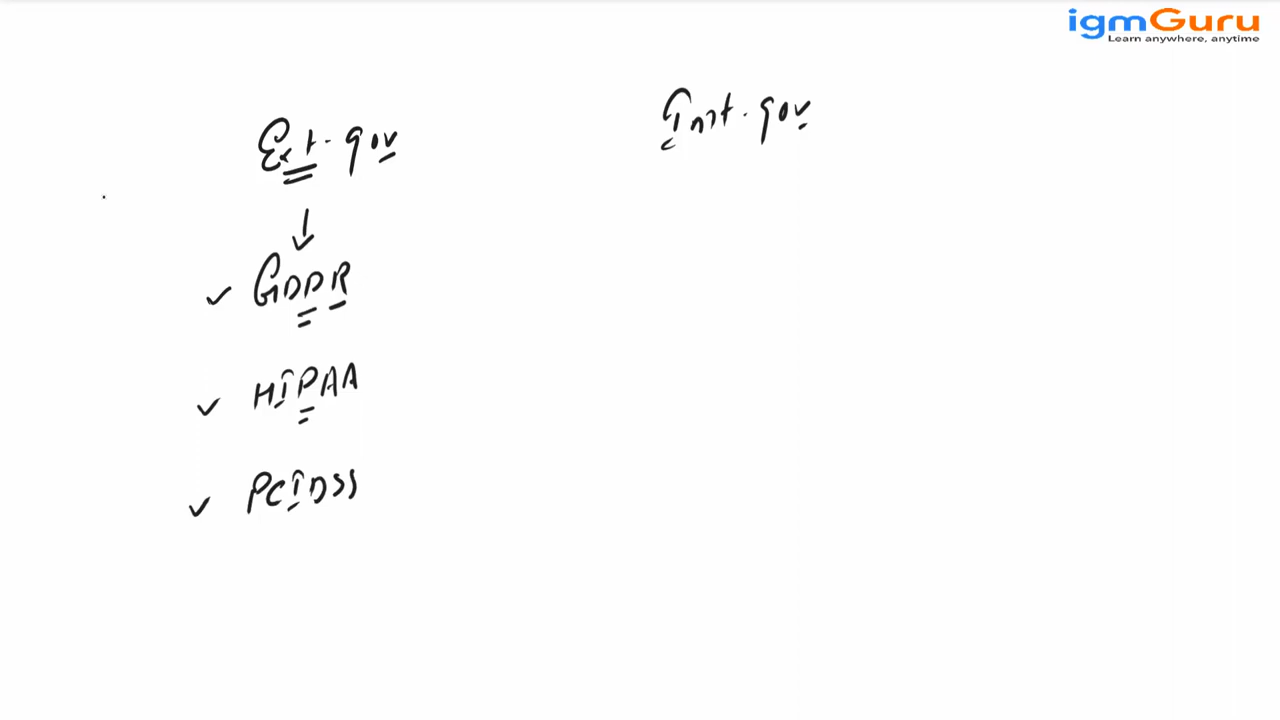 igmGuru
Learn anywhere, anytime
Ext. gov
Int. gov
GDPR
HIPAA
PCIDSS